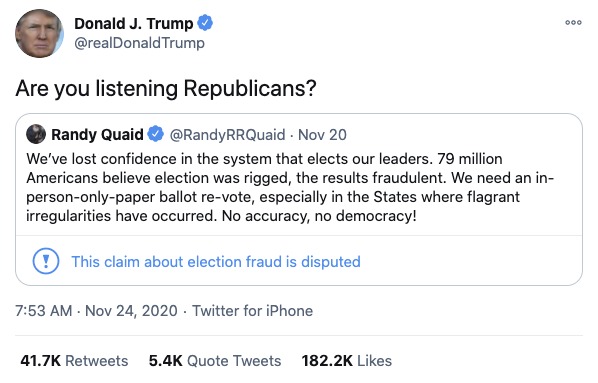 Donald J. Trump
@realDonaldTrump
Are you listening Republicans?
Randy Quaid @RandyRRQuaid · Nov 20
We've lost confidence in the system that elects our leaders. 79 million
Americans believe election was rigged, the results fraudulent. We need an in-
person-only-paper ballot re-vote, especially in the States where flagrant
irregularities have occurred. No accuracy, no democracy!
This claim about election fraud is disputed
7:53 AM · Nov 24, 2020 · Twitter for iPhone
41.7K Retweets 5.4K Quote Tweets 182.2K Likes